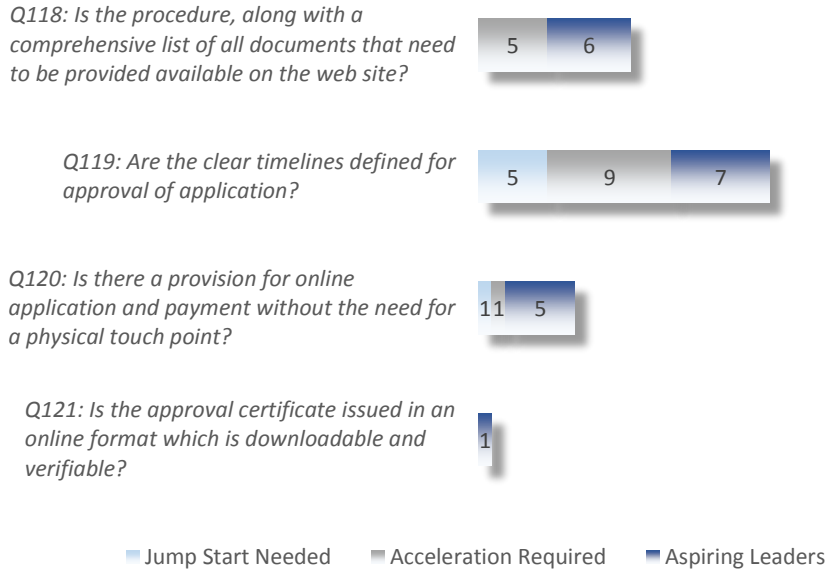 Q118: Is the procedure, along with a
comprehensive list of all documents that need
to be provided available on the web site?
5 6
Q119: Are the clear timelines defined for
approval of application?
5 9 7
Q120: Is there a provision for online
application and payment without the need for
a physical touch point?
1 1 5
Q121: Is the approval certificate issued in an
online format which is downloadable and
verifiable?
1
Jump Start Needed Acceleration Required Aspiring Leaders